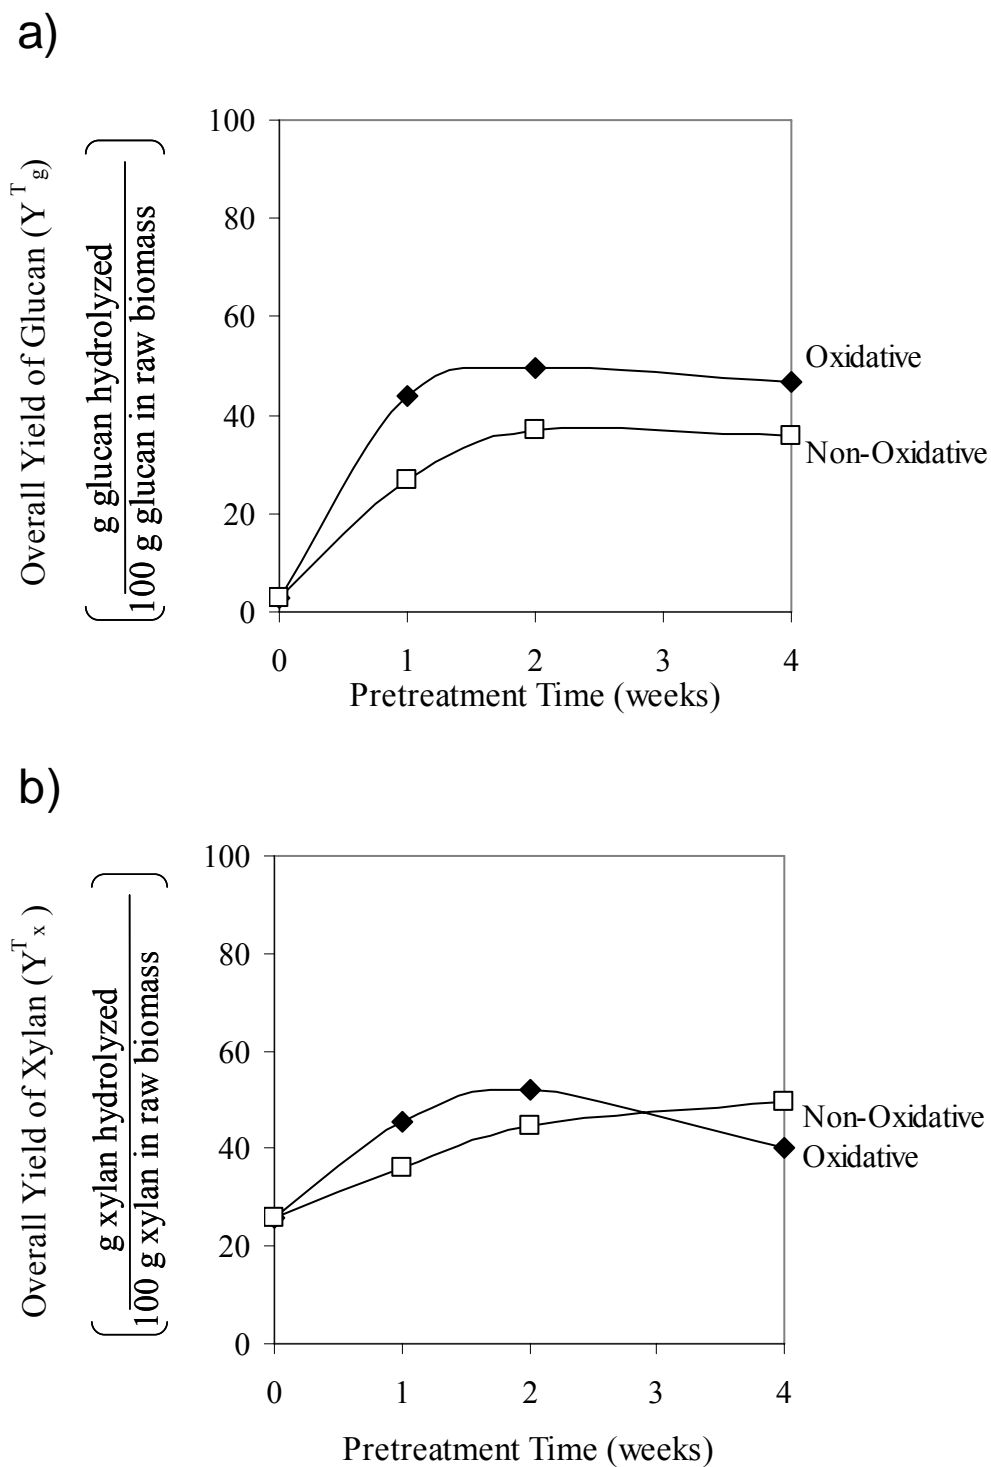 a)
Overall Yield of Glucan (Y T g)
g glucan hydrolyzed
100 g glucan in raw biomass
100
80
60
40
20
0
Oxidative
Non-Oxidative
0 1 2 3 4
Pretreatment Time (weeks)
b)
Overall Yield of Xylan (Y T x )
g xylan hydrolyzed
100 g xylan in raw biomass
100
80
60
40
20
0
Non-Oxidative
Oxidative
0 1 2 3 4
Pretreatment Time (weeks)